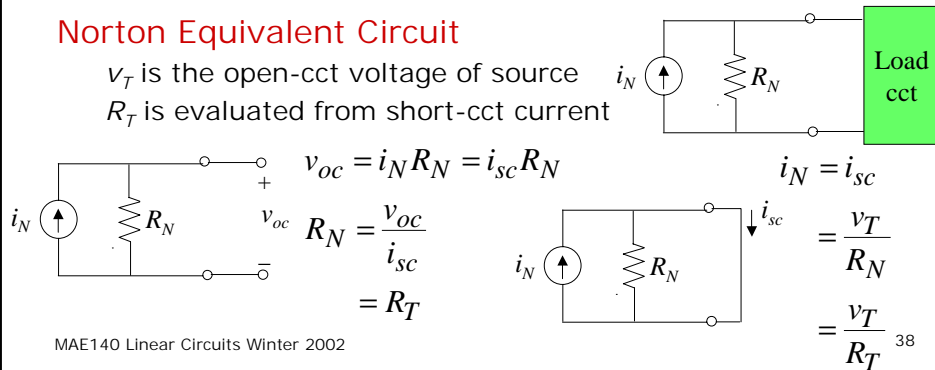 Norton Equivalent Circuit
v_T is the open-cct voltage of source
R_T is evaluated from short-cct current
i_N
R_N
Load
cct
i_N
R_N
+
v_oc
−
v_oc = i_N R_N = i_sc R_N
R_N = v_oc / i_sc
= R_T
i_N
R_N
i_sc
i_N = i_sc
= v_T / R_N
= v_T / R_T
MAE140 Linear Circuits Winter 2002
38